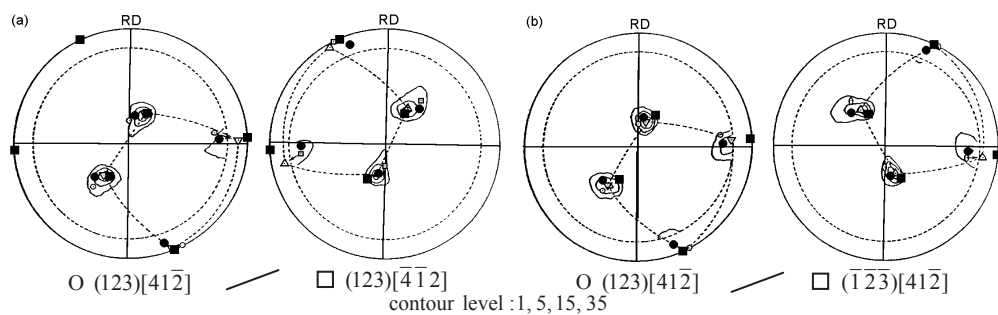 (a) RD RD (b) RD RD
O (123)[412̅] □ (123)[4̅ 1̅ 2] O (123)[412̅] □ (1̅ 2̅ 3̅)[41 2̅]
contour level :1, 5, 15, 35